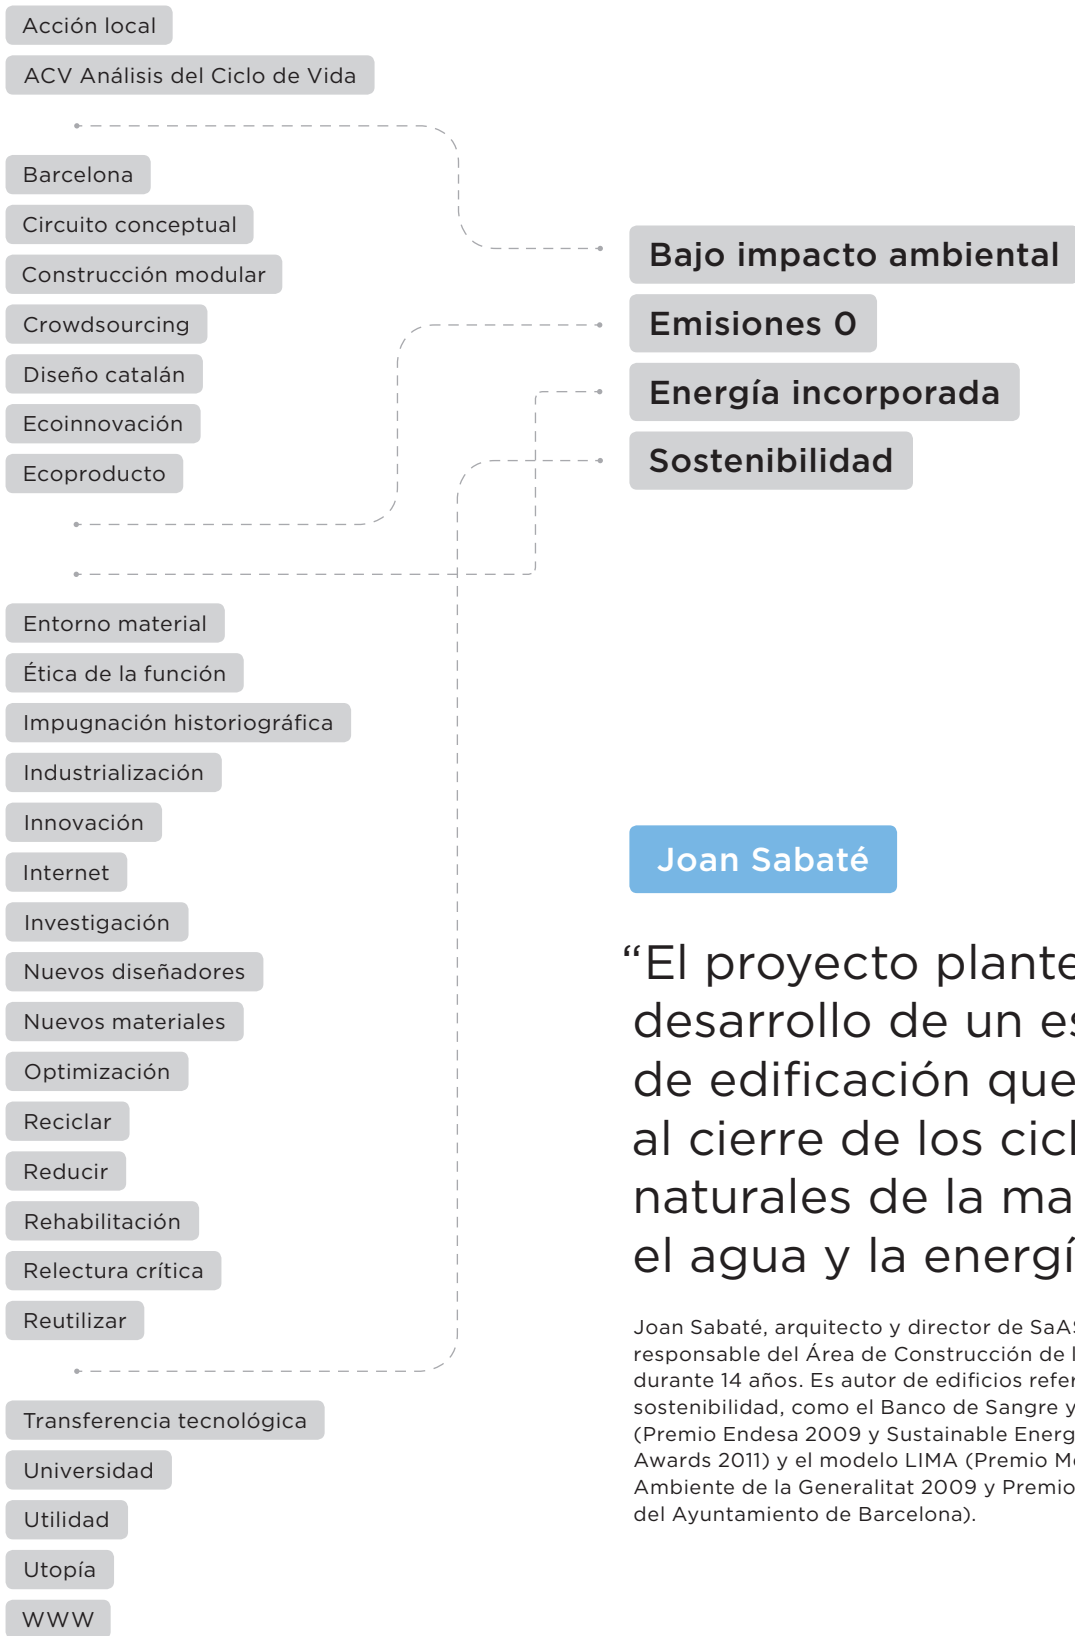 Acción local
ACV Análisis del Ciclo de Vida
Barcelona
Circuito conceptual
Construcción modular
Crowdsourcing
Diseño catalán
Ecoinnovación
Ecoproducto
Entorno material
Ética de la función
Impugnación historiográfica
Industrialización
Innovación
Internet
Investigación
Nuevos diseñadores
Nuevos materiales
Optimización
Reciclar
Reducir
Rehabilitación
Relectura crítica
Reutilizar
Transferencia tecnológica
Universidad
Utilidad
Utopía
WWW
Bajo impacto ambiental
Emisiones 0
Energía incorporada
Sostenibilidad
Joan Sabaté
“El proyecto plante
desarrollo de un es
de edificación que
al cierre de los cicl
naturales de la ma
el agua y la energí
Joan Sabaté, arquitecto y director de SaAS
responsable del Área de Construcción de l
durante 14 años. Es autor de edificios refer
sostenibilidad, como el Banco de Sangre y
(Premio Endesa 2009 y Sustainable Energ
Awards 2011) y el modelo LIMA (Premio Me
Ambiente de la Generalitat 2009 y Premio
del Ayuntamiento de Barcelona).